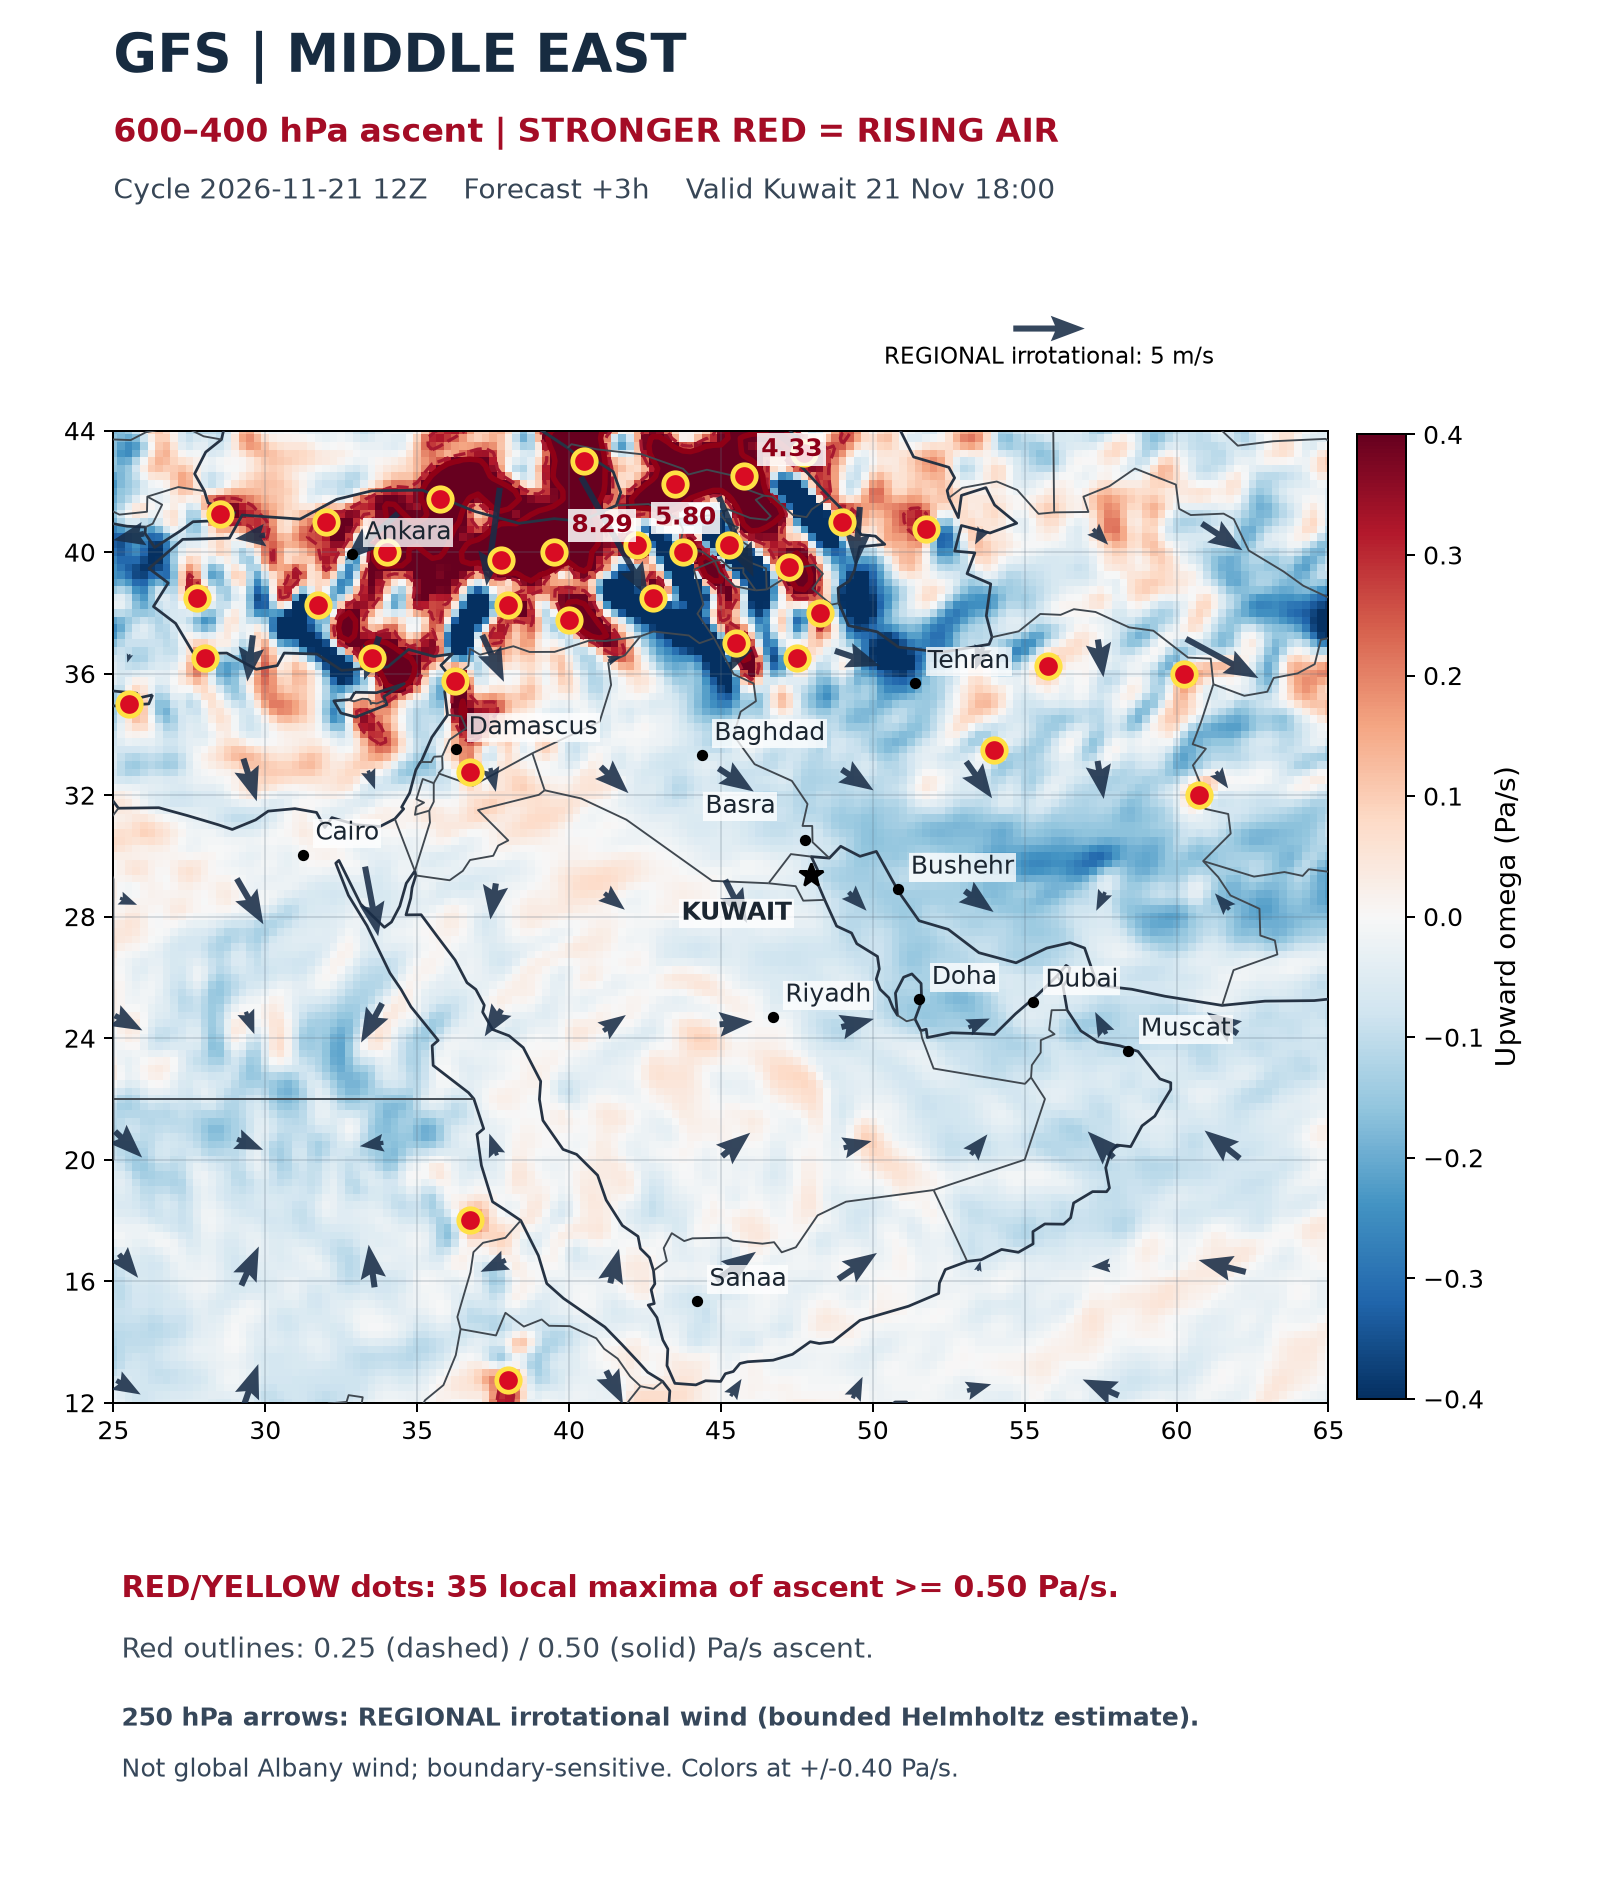 GFS | MIDDLE EAST
600–400 hPa ascent | STRONGER RED = RISING AIR
Cycle 2026-11-21 12Z    Forecast +3h    Valid Kuwait 21 Nov 18:00
REGIONAL irrotational: 5 m/s
44
40
36
32
28
24
20
16
12
25 30 35 40 45 50 55 60 65
4.33
8.29
5.80
Ankara
Tehran
Damascus
Baghdad
Basra
Cairo
Bushehr
KUWAIT
Doha
Dubai
Riyadh
Muscat
Sanaa
0.4
0.3
0.2
0.1
0.0
−0.1
−0.2
−0.3
−0.4
Upward omega (Pa/s)
RED/YELLOW dots: 35 local maxima of ascent >= 0.50 Pa/s.
Red outlines: 0.25 (dashed) / 0.50 (solid) Pa/s ascent.
250 hPa arrows: REGIONAL irrotational wind (bounded Helmholtz estimate).
Not global Albany wind; boundary-sensitive. Colors at +/-0.40 Pa/s.